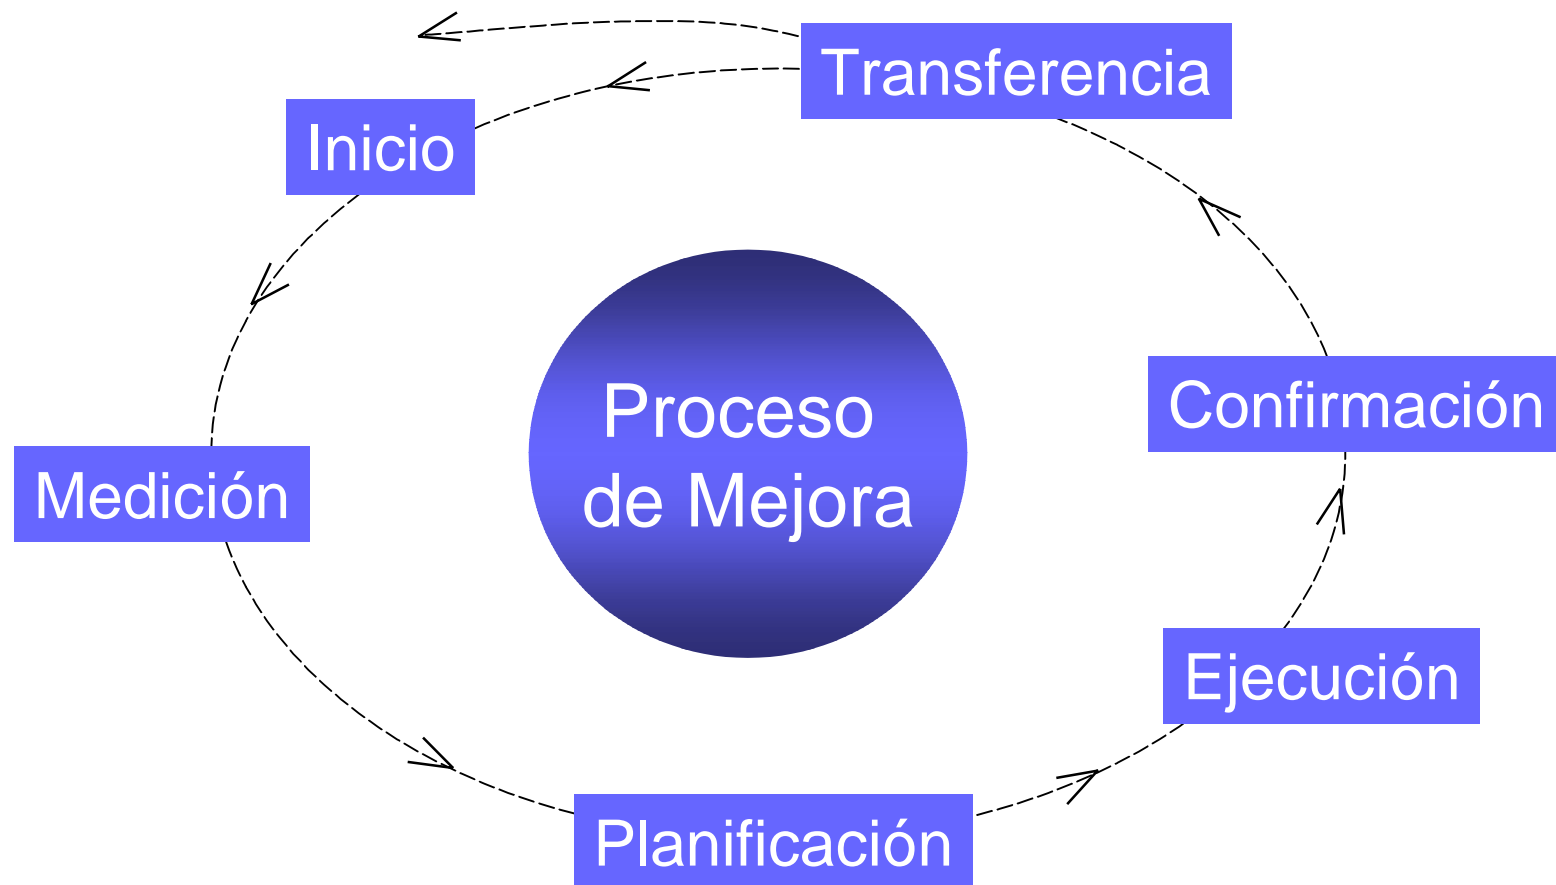 Transferencia
Inicio
Proceso
de Mejora
Confirmación
Medición
Ejecución
Planificación